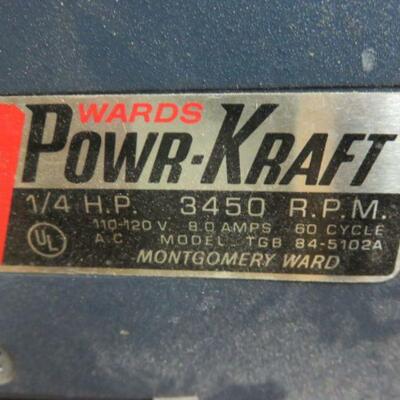 WARDS
POWR-KRAFT
1/4 H.P. 3450 R.P.M.
110-120 V. 8.0 AMPS 60 CYCLE
UL A.C MODEL TGB 84-5102A
MONTGOMERY WARD